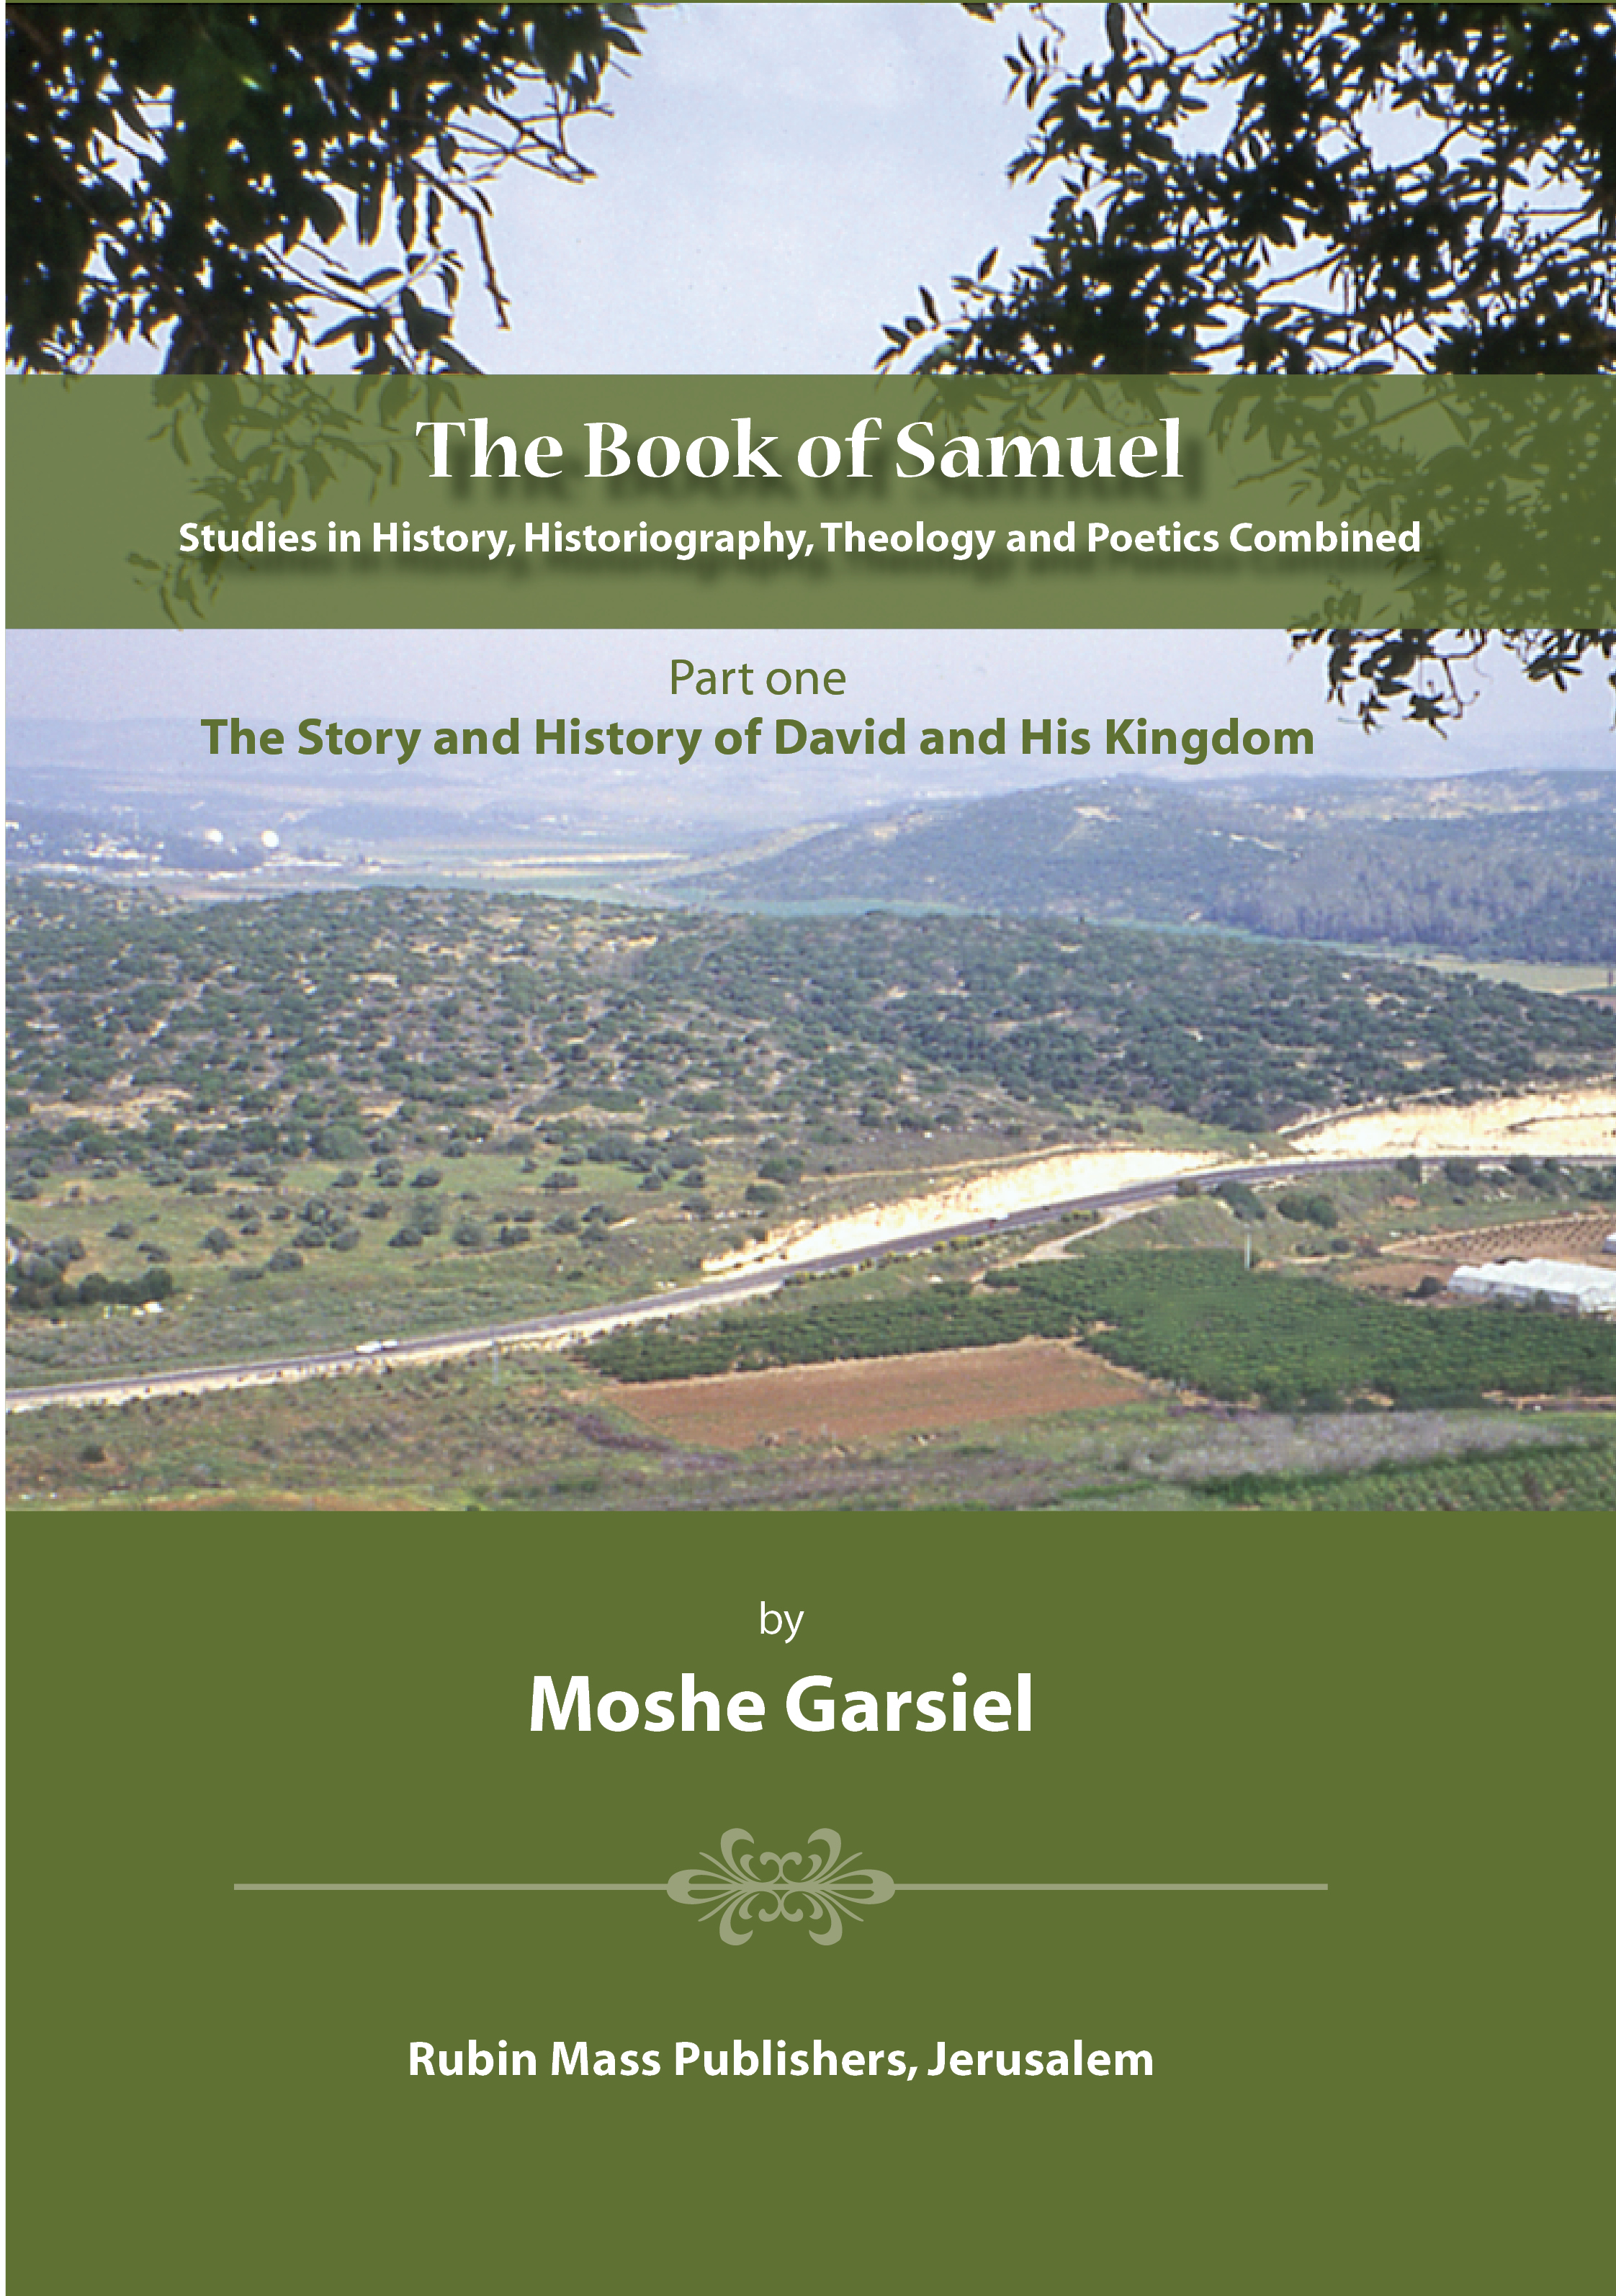 The Book of Samuel
Studies in History, Historiography, Theology and Poetics Combined
Part one
The Story and History of David and His Kingdom
by
Moshe Garsiel
Rubin Mass Publishers, Jerusalem